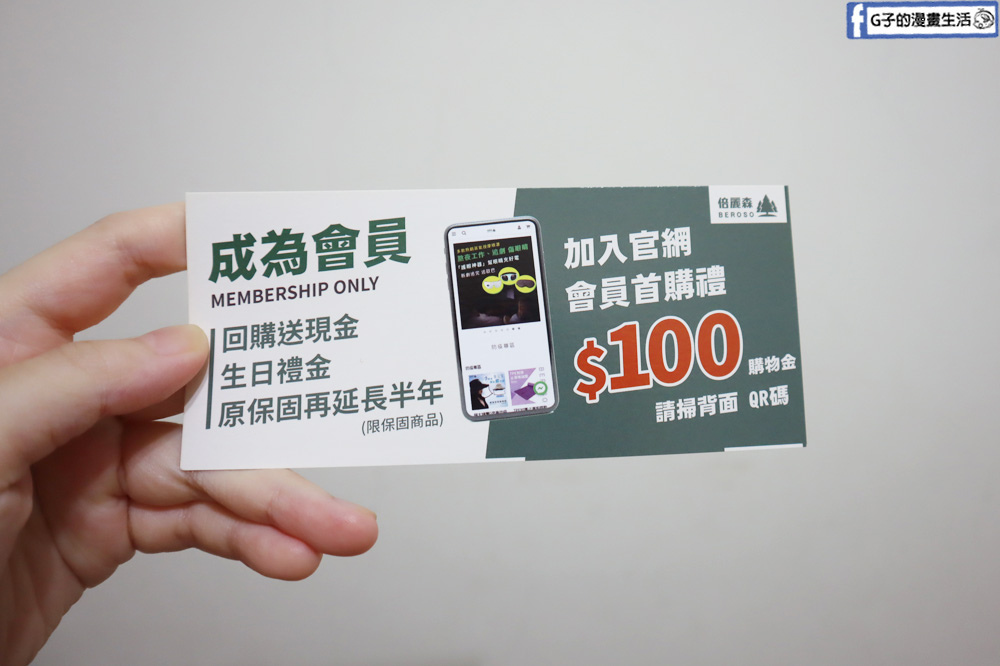 G子的漫畫生活
成為會員
MEMBERSHIP ONLY
回購送現金
生日禮金
原保固再延長半年
(限保固商品)
倍麗森
BEROSO
加入官網
會員首購禮
$100 購物金
請掃背面 QR碼